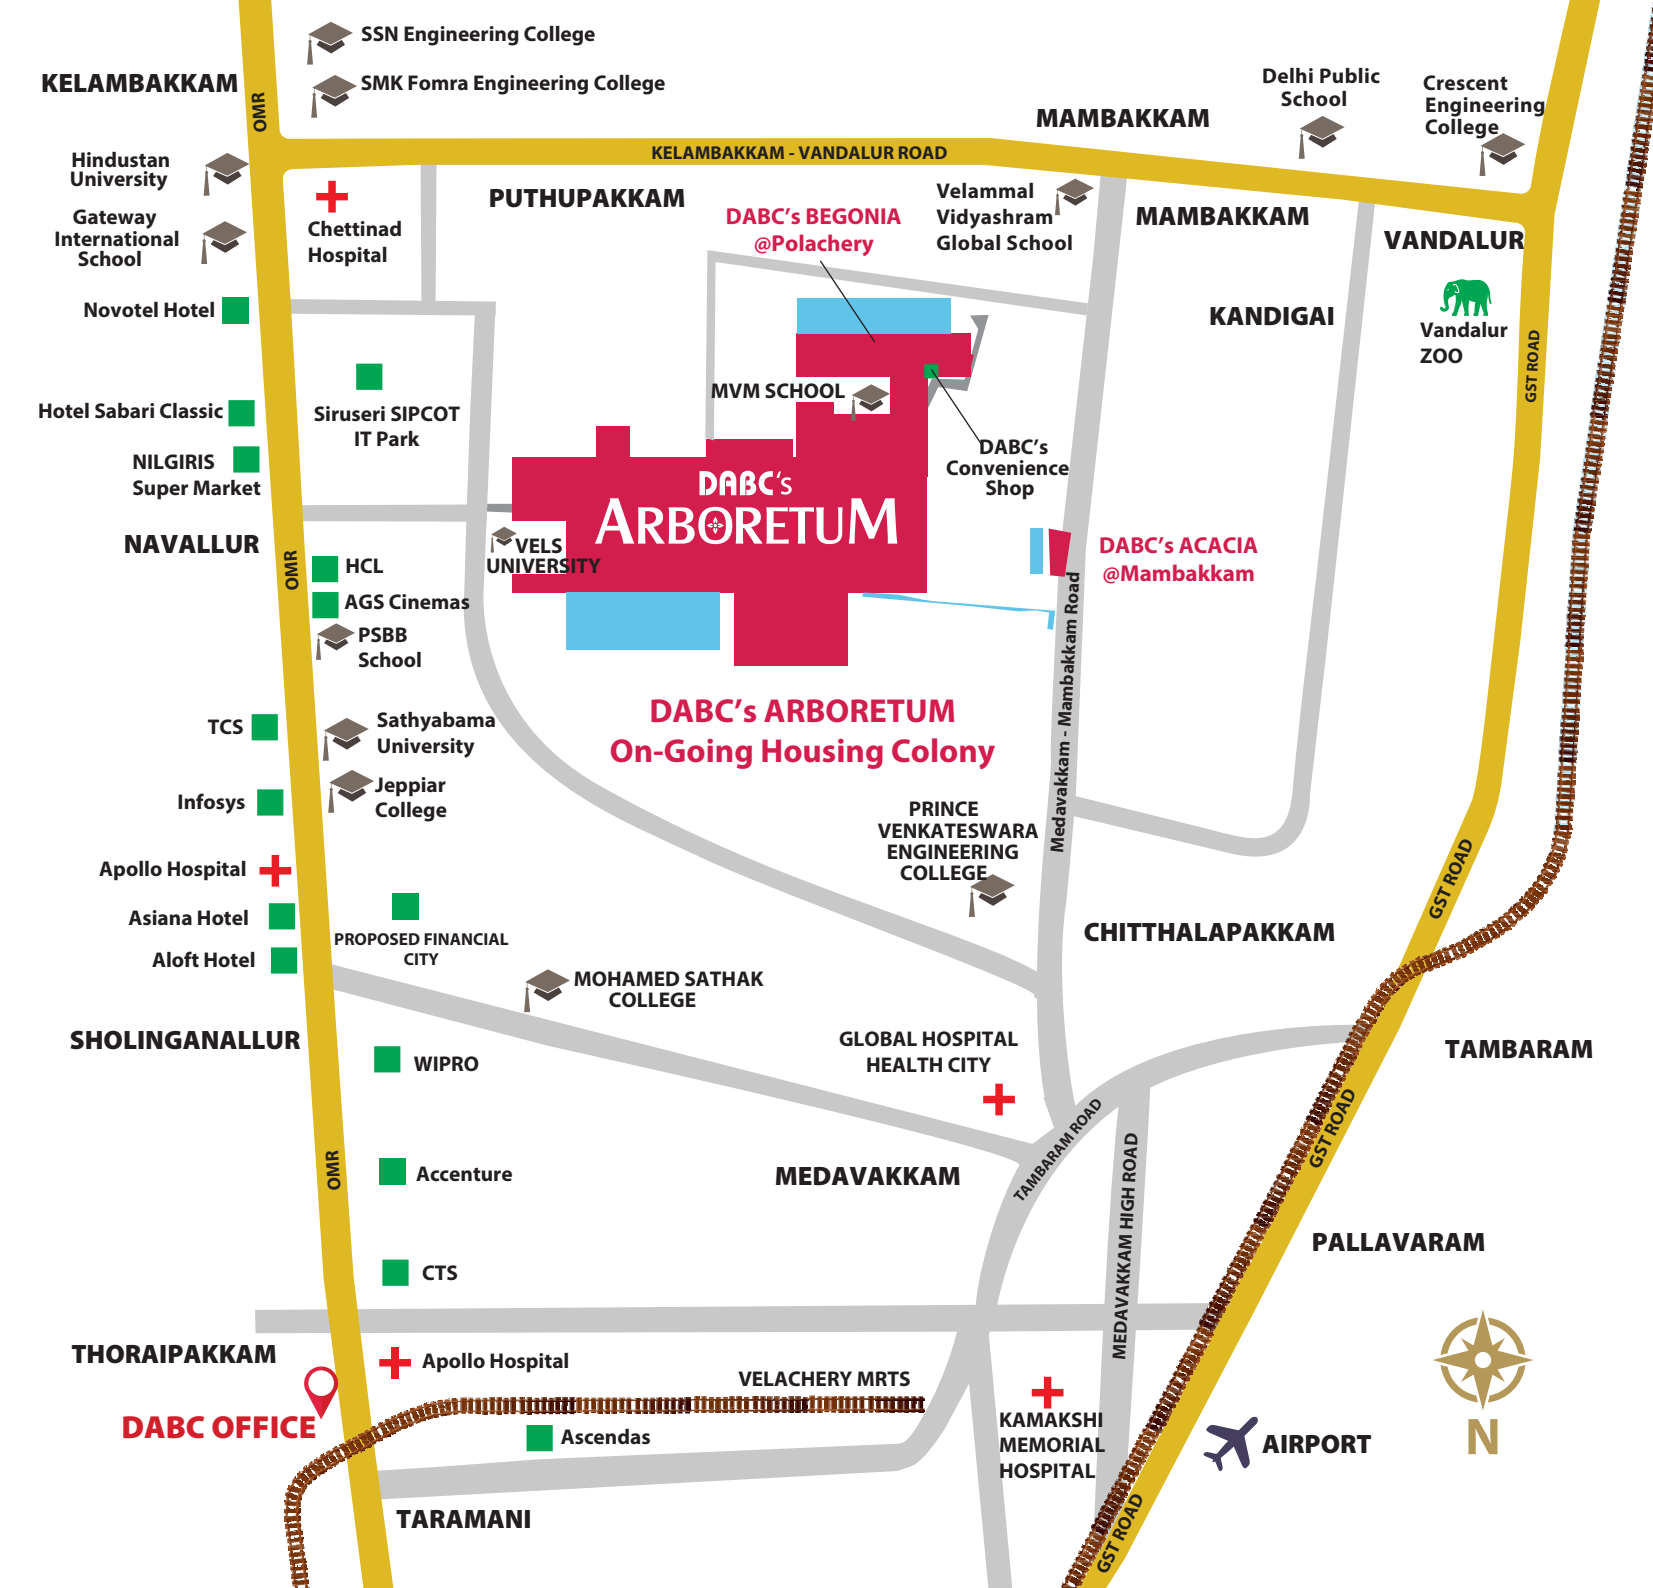 SSN Engineering College
SMK Fomra Engineering College
KELAMBAKKAM
OMR
Delhi Public
School
Crescent
Engineering
College
MAMBAKKAM
KELAMBAKKAM - VANDALUR ROAD
Hindustan
University
Gateway
International
School
Chettinad
Hospital
PUTHUPAKKAM
DABC's BEGONIA
@Polachery
Velammal
Vidyashram
Global School
MAMBAKKAM
VANDALUR
KANDIGAI
Vandalur
ZOO
GST ROAD
Novotel Hotel
Hotel Sabari Classic
Siruseri SIPCOT
IT Park
NILGIRIS
Super Market
MVM SCHOOL
DABC's
Convenience
Shop
DABC's
ARBORETUM
NAVALLUR
OMR
VELS
UNIVERSITY
HCL
AGS Cinemas
PSBB
School
DABC's ACACIA
@Mambakkam
Medavakkam - Mambakkam Road
DABC's ARBORETUM
On-Going Housing Colony
TCS
Sathyabama
University
Infosys
Jeppiar
College
PRINCE
VENKATESWARA
ENGINEERING
COLLEGE
GST ROAD
Apollo Hospital
Asiana Hotel
Aloft Hotel
PROPOSED FINANCIAL
CITY
CHITTHALAPAKKAM
MOHAMED SATHAK
COLLEGE
SHOLINGANALLUR
WIPRO
GLOBAL HOSPITAL
HEALTH CITY
TAMBARAM
TAMBARAM ROAD
GST ROAD
OMR
Accenture
MEDAVAKKAM
MEDAVAKKAM HIGH ROAD
PALLAVARAM
CTS
THORAIPAKKAM
Apollo Hospital
VELACHERY MRTS
DABC OFFICE
Ascendas
KAMAKSHI
MEMORIAL
HOSPITAL
AIRPORT
N
TARAMANI
GST ROAD